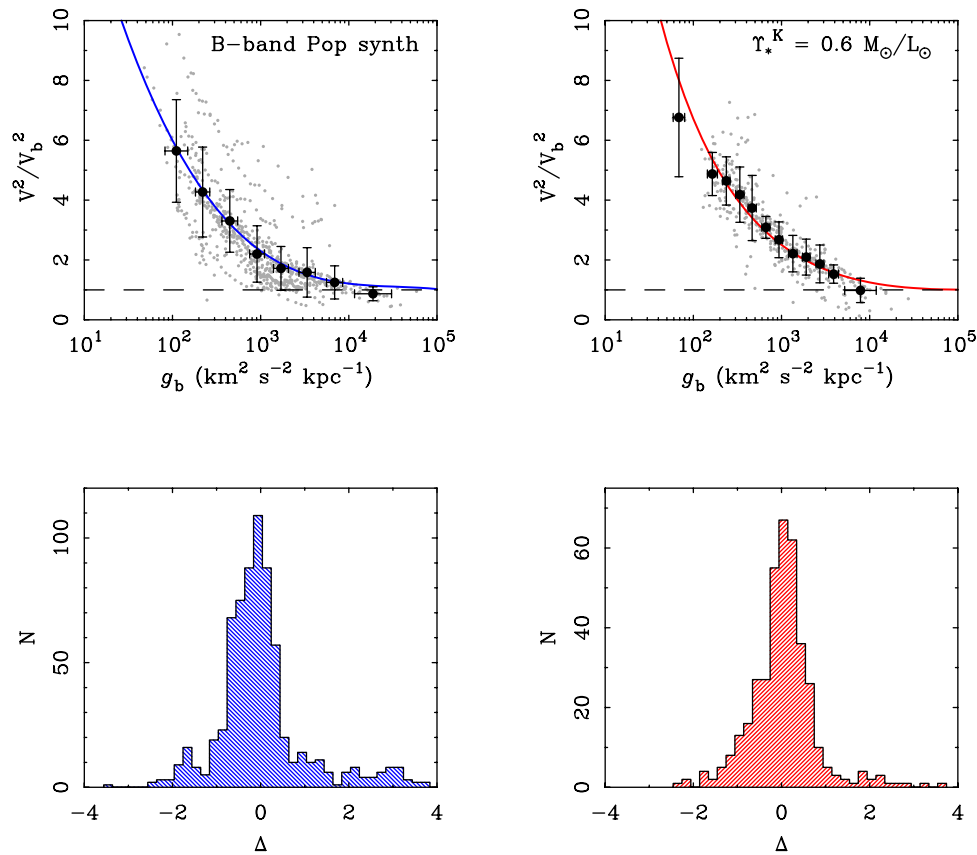 B-band Pop synth
V²/V_b²
0 2 4 6 8 10
10¹ 10² 10³ 10⁴ 10⁵
g_b (km² s⁻² kpc⁻¹)
ϒ_*^K = 0.6 M_⊙/L_⊙
V²/V_b²
0 2 4 6 8 10
10¹ 10² 10³ 10⁴ 10⁵
g_b (km² s⁻² kpc⁻¹)
N
0 50 100
−4 −2 0 2 4
Δ
N
0 20 40 60
−4 −2 0 2 4
Δ